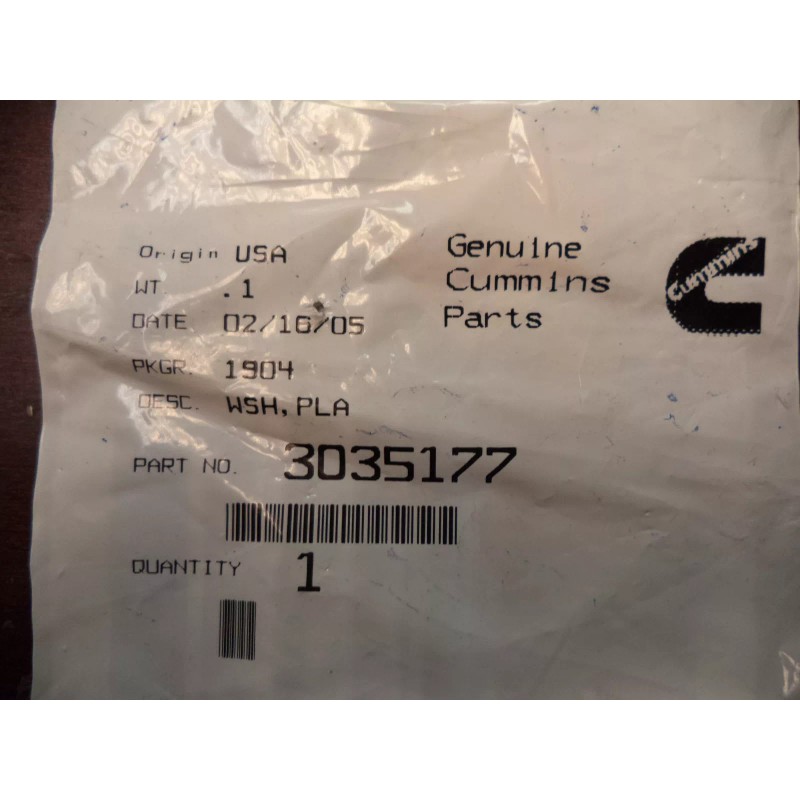 Origin USA
WT. .1
DATE 02/16/05
PKGR. 1904
DESC. WSH, PLA
PART NO. 3035177
QUANTITY 1
Genuine
Cummins
Parts
Cummins